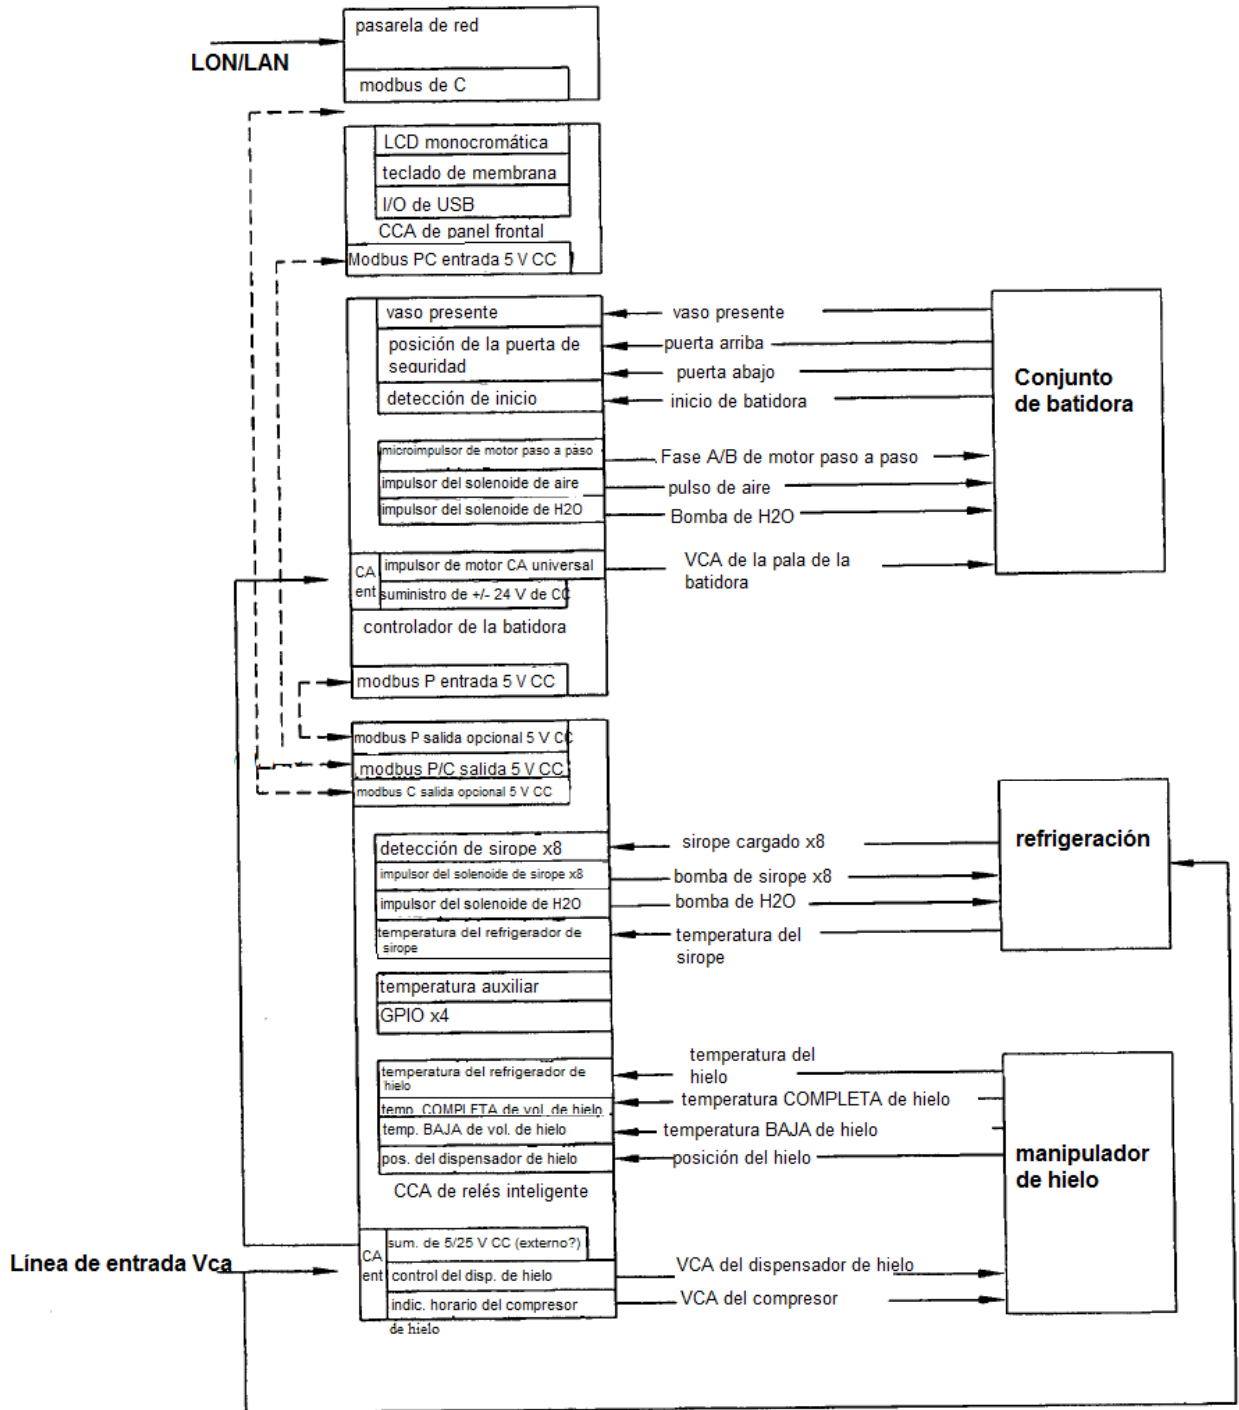 pasarela de red
LON/LAN
modbus de C
LCD monocromática
teclado de membrana
I/O de USB
CCA de panel frontal
Modbus PC entrada 5 V CC
vaso presente
vaso presente
posición de la puerta de
seguridad
puerta arriba
puerta abajo
detección de inicio
inicio de batidora
Conjunto
de batidora
microimpulsor de motor paso a paso
Fase A/B de motor paso a paso
impulsor del solenoide de aire
pulso de aire
impulsor del solenoide de H2O
Bomba de H2O
CA
ent
impulsor de motor CA universal
VCA de la pala de la
batidora
suministro de +/- 24 V de CC
controlador de la batidora
modbus P entrada 5 V CC
modbus P salida opcional 5 V CC
modbus P/C salida 5 V CC
modbus C salida opcional 5 V CC
detección de sirope x8
sirope cargado x8
refrigeración
impulsor del solenoide de sirope x8
bomba de sirope x8
impulsor del solenoide de H2O
bomba de H2O
temperatura del refrigerador de
sirope
temperatura del
sirope
temperatura auxiliar
GPIO x4
temperatura del refrigerador de
hielo
temperatura del
hielo
temp. COMPLETA de vol. de hielo
temperatura COMPLETA de hielo
temp. BAJA de vol. de hielo
temperatura BAJA de hielo
pos. del dispensador de hielo
posición del hielo
manipulador
de hielo
CCA de relés inteligente
Línea de entrada Vca
CA
ent
sum. de 5/25 V CC (externo?)
control del disp. de hielo
VCA del dispensador de hielo
indic. horario del compresor
de hielo
VCA del compresor